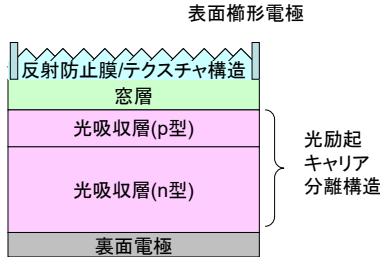 表面櫛形電極
反射防止膜/テクスチャ構造
窓層
光吸収層(p型)
光吸収層(n型)
裏面電極
光励起
キャリア
分離構造